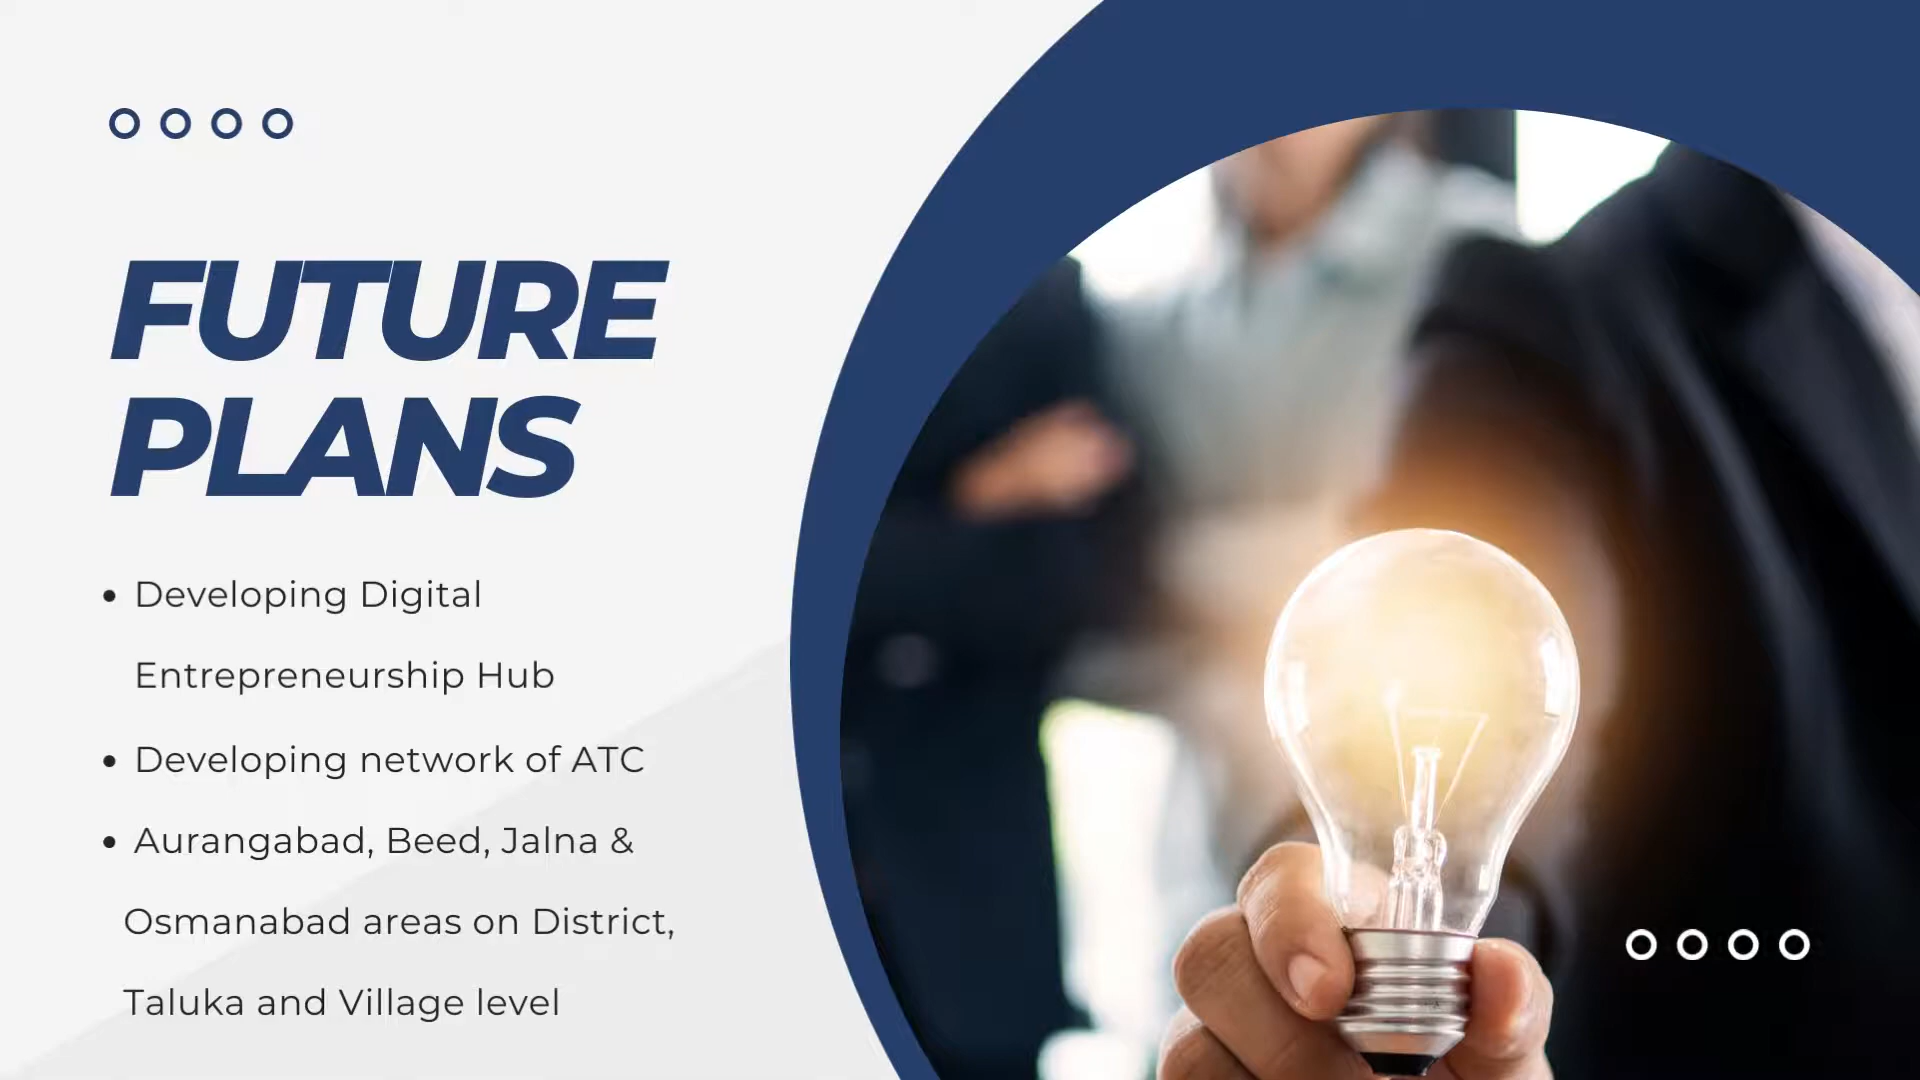 FUTURE
PLANS
• Developing Digital
Entrepreneurship Hub
• Developing network of ATC
• Aurangabad, Beed, Jalna &
Osmanabad areas on District,
Taluka and Village level